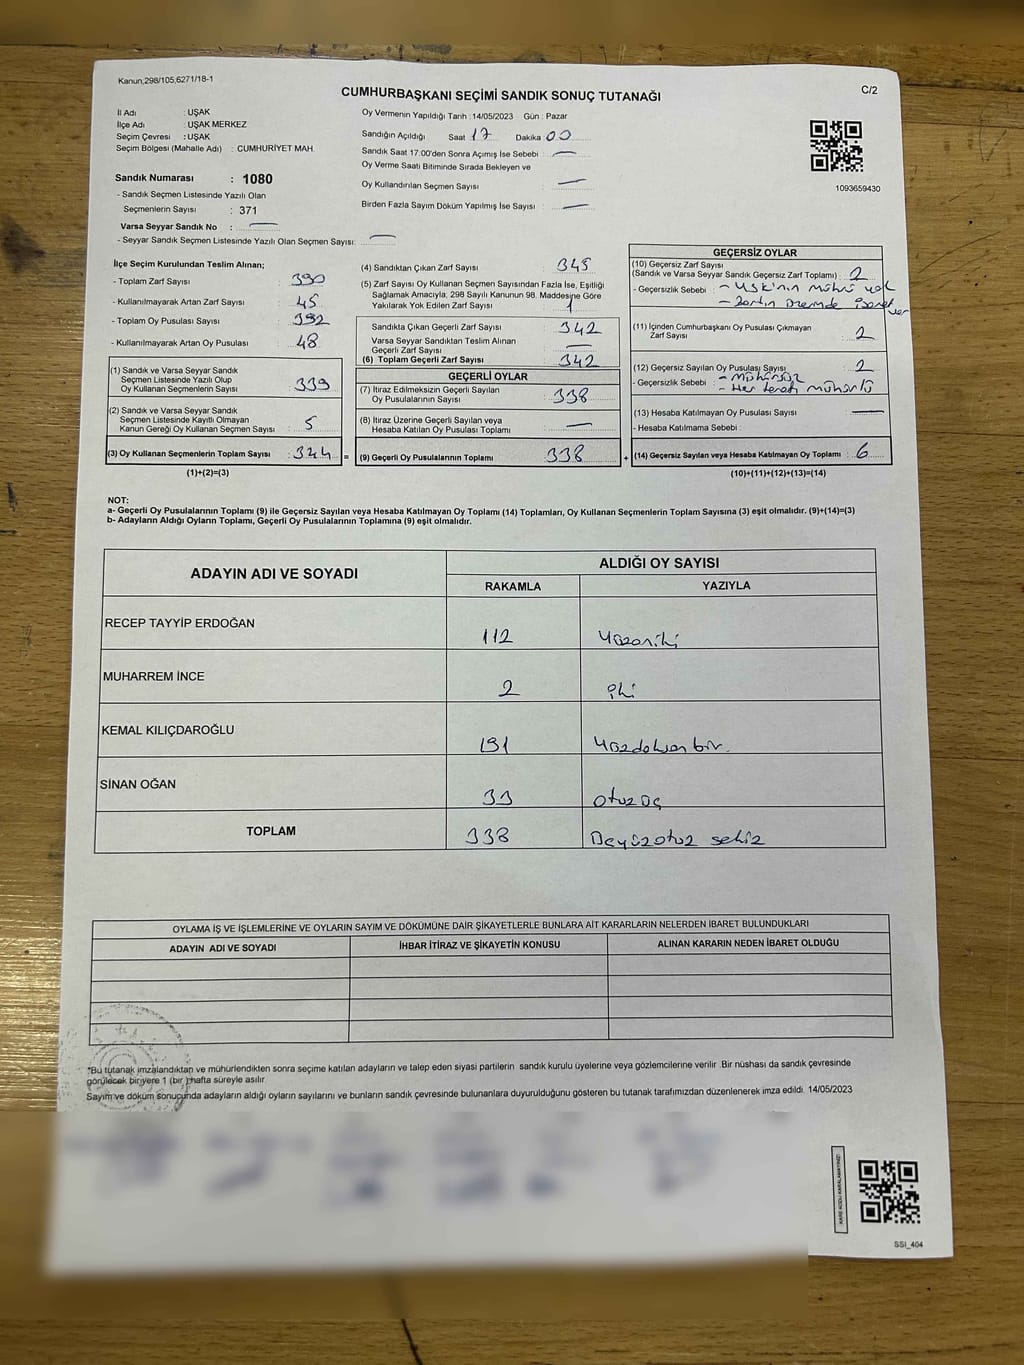 Kanun;298/105,6271/18-1
C/2
CUMHURBAŞKANI SEÇİMİ SANDIK SONUÇ TUTANAĞI
İl Adı : UŞAK
İlçe Adı : UŞAK MERKEZ
Seçim Çevresi : UŞAK
Seçim Bölgesi (Mahalle Adı) : CUMHURİYET MAH.
Sandık Numarası : 1080
- Sandık Seçmen Listesinde Yazılı Olan
Seçmenlerin Sayısı : 371
Varsa Seyyar Sandık No : —
- Seyyar Sandık Seçmen Listesinde Yazılı Olan Seçmen Sayısı: —
Oy Vermenin Yapıldığı Tarih :14/05/2023 Gün : Pazar
Sandığın Açıldığı Saat 17 Dakika 00
Sandık Saat 17:00'den Sonra Açımış İse Sebebi : —
Oy Verme Saati Bitiminde Sırada Bekleyen ve
Oy Kullandırılan Seçmen Sayısı : —
Birden Fazla Sayım Döküm Yapılmış İse Sayısı : —
1093659430
İlçe Seçim Kurulundan Teslim Alınan;
- Toplam Zarf Sayısı : 390
- Kullanılmayarak Artan Zarf Sayısı : 45
- Toplam Oy Pusulası Sayısı : 392
- Kullanılmayarak Artan Oy Pusulası : 48
(1) Sandık ve Varsa Seyyar Sandık
Seçmen Listesinde Yazılı Olup
Oy Kullanan Seçmenlerin Sayısı : 339
(2) Sandık ve Varsa Seyyar Sandık
Seçmen Listesinde Kayıtlı Olmayan
Kanun Gereği Oy Kullanan Seçmen Sayısı : 5
(3) Oy Kullanan Seçmenlerin Toplam Sayısı : 344 =
(1)+(2)=(3)
(4) Sandıktan Çıkan Zarf Sayısı : 345
(5) Zarf Sayısı Oy Kullanan Seçmen Sayısından Fazla İse, Eşitliği
Sağlamak Amacıyla, 298 Sayılı Kanunun 98. Maddesine Göre
Yakılarak Yok Edilen Zarf Sayısı : 1
Sandıkta Çıkan Geçerli Zarf Sayısı : 342
Varsa Seyyar Sandıktan Teslim Alınan
Geçerli Zarf Sayısı : —
(6) Toplam Geçerli Zarf Sayısı : 342
GEÇERLİ OYLAR
(7) İtiraz Edilmeksizin Geçerli Sayılan
Oy Pusulalarının Sayısı : 338
(8) İtiraz Üzerine Geçerli Sayılan veya
Hesaba Katılan Oy Pusulası Toplamı : —
(9) Geçerli Oy Pusulalarının Toplamı : 338 +
GEÇERSİZ OYLAR
(10) Geçersiz Zarf Sayısı
(Sandık ve Varsa Seyyar Sandık Geçersiz Zarf Toplamı) : 2
- Geçersizlik Sebebi : - YSK'nın mührü yok
- Zarfın üzerinde işaret var
(11) İçinden Cumhurbaşkanı Oy Pusulası Çıkmayan
Zarf Sayısı : 2
(12) Geçersiz Sayılan Oy Pusulası Sayısı : 2
- Geçersizlik Sebebi : - Mühürsüz
- Her tarafı mühürlü
(13) Hesaba Katılmayan Oy Pusulası Sayısı : —
- Hesaba Katılmama Sebebi :
(14) Geçersiz Sayılan veya Hesaba Katılmayan Oy Toplamı : 6
(10)+(11)+(12)+(13)=(14)
NOT:
a- Geçerli Oy Pusulalarının Toplamı (9) ile Geçersiz Sayılan veya Hesaba Katılmayan Oy Toplamı (14) Toplamları, Oy Kullanan Seçmenlerin Toplam Sayısına (3) eşit olmalıdır. (9)+(14)=(3)
b- Adayların Aldığı Oyların Toplamı, Geçerli Oy Pusulalarının Toplamına (9) eşit olmalıdır.
ADAYIN ADI VE SOYADI
ALDIĞI OY SAYISI
RAKAMLA YAZIYLA
RECEP TAYYİP ERDOĞAN 112 Yüzoniki
MUHARREM İNCE 2 iki
KEMAL KILIÇDAROĞLU 191 Yüzdoksan bir
SİNAN OĞAN 33 otuz üç
TOPLAM 338 Üçyüzotuz sekiz
OYLAMA İŞ VE İŞLEMLERİNE VE OYLARIN SAYIM VE DÖKÜMÜNE DAİR ŞİKAYETLERLE BUNLARA AİT KARARLARIN NELERDEN İBARET BULUNDUKLARI
ADAYIN ADI VE SOYADI İHBAR İTİRAZ VE ŞİKAYETİN KONUSU ALINAN KARARIN NEDEN İBARET OLDUĞU
"Bu tutanak imzalandıktan ve mühürlendikten sonra seçime katılan adayların ve talep eden siyasi partilerin sandık kurulu üyelerine veya gözlemcilerine verilir. Bir nüshası da sandık çevresinde
görülecek bir yere 1 (bir ) hafta süreyle asılır.
Sayım ve döküm sonucunda adayların aldığı oyların sayılarını ve bunların sandık çevresinde bulunanlara duyurulduğunu gösteren bu tutanak tarafımızdan düzenlenerek imza edildi. 14/05/2023
KARE KODU KARALAMAYINIZ!
SSI_404